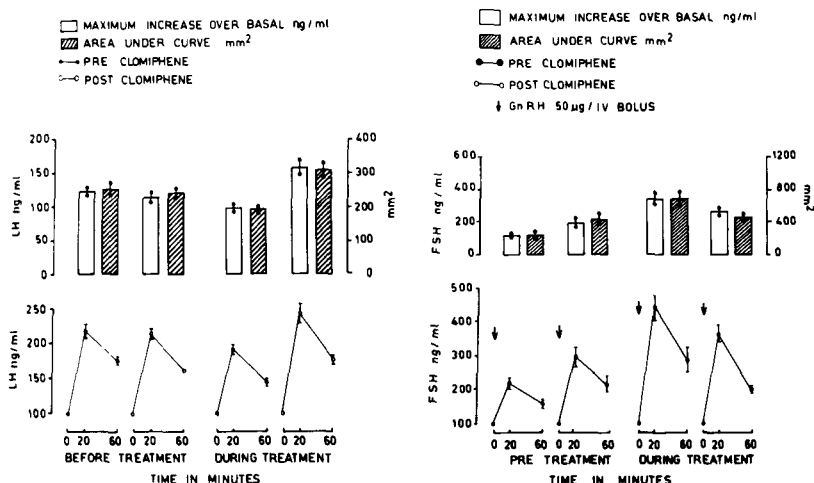 MAXIMUM INCREASE OVER BASAL ng/ml
AREA UNDER CURVE mm2
PRE CLOMIPHENE
POST CLOMIPHENE
200
150
100
50
0
LH ng/ml
400
300
200
100
0
mm2
250
200
150
100
LH ng/ml
0 20 60 0 20 60 0 20 60 0 20 60
BEFORE TREATMENT DURING TREATMENT
TIME IN MINUTES
MAXIMUM INCREASE OVER BASAL ng/ml
AREA UNDER CURVE mm2
PRE CLOMIPHENE
POST CLOMIPHENE
GnRH 50µg/IV BOLUS
600
400
200
0
FSH ng/ml
1200
800
400
0
mm2
500
400
300
200
100
FSH ng/ml
0 20 60 0 20 60 0 20 60 0 20 60
PRE TREATMENT DURING TREATMENT
TIME IN MINUTES